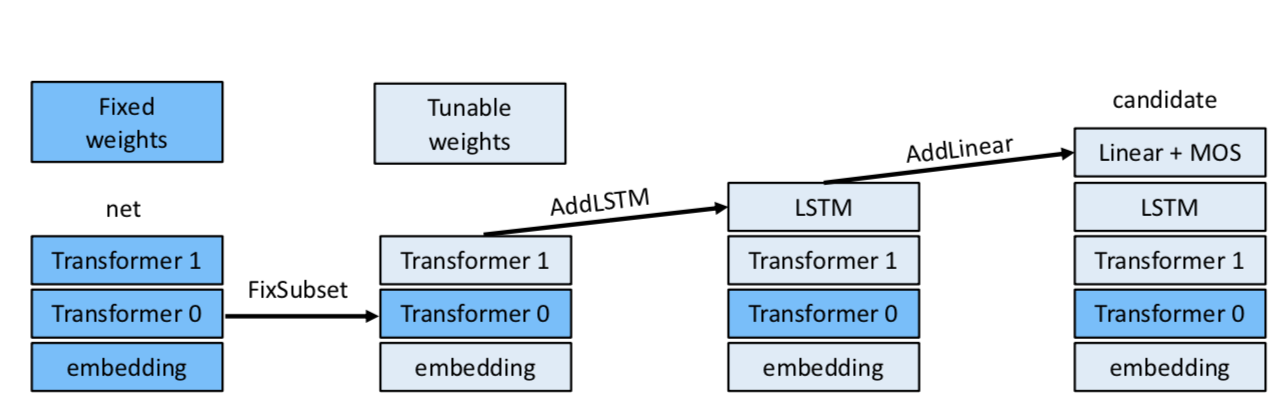 Fixed
weights
Tunable
weights
candidate
net
Transformer 1
Transformer 0
embedding
FixSubset
Transformer 1
Transformer 0
embedding
AddLSTM
LSTM
Transformer 1
Transformer 0
embedding
AddLinear
Linear + MOS
LSTM
Transformer 1
Transformer 0
embedding